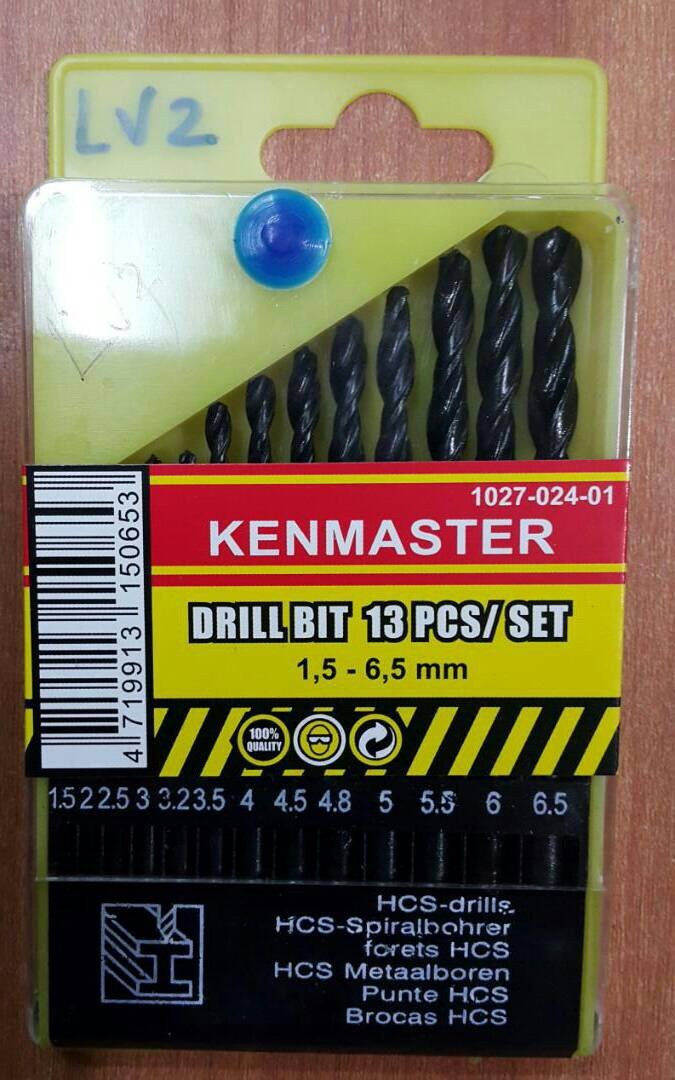 LV2
1027-024-01
KENMASTER
DRILL BIT 13 PCS/SET
1,5 - 6,5 mm
100%
QUALITY
4 719913 150653
1.5 2 2.5 3 3.2 3.5 4 4.5 4.8 5 5.5 6 6.5
HCS-drills
HCS-Spiralbohrer
forets HCS
HCS Metaalboren
Punte HCS
Brocas HCS